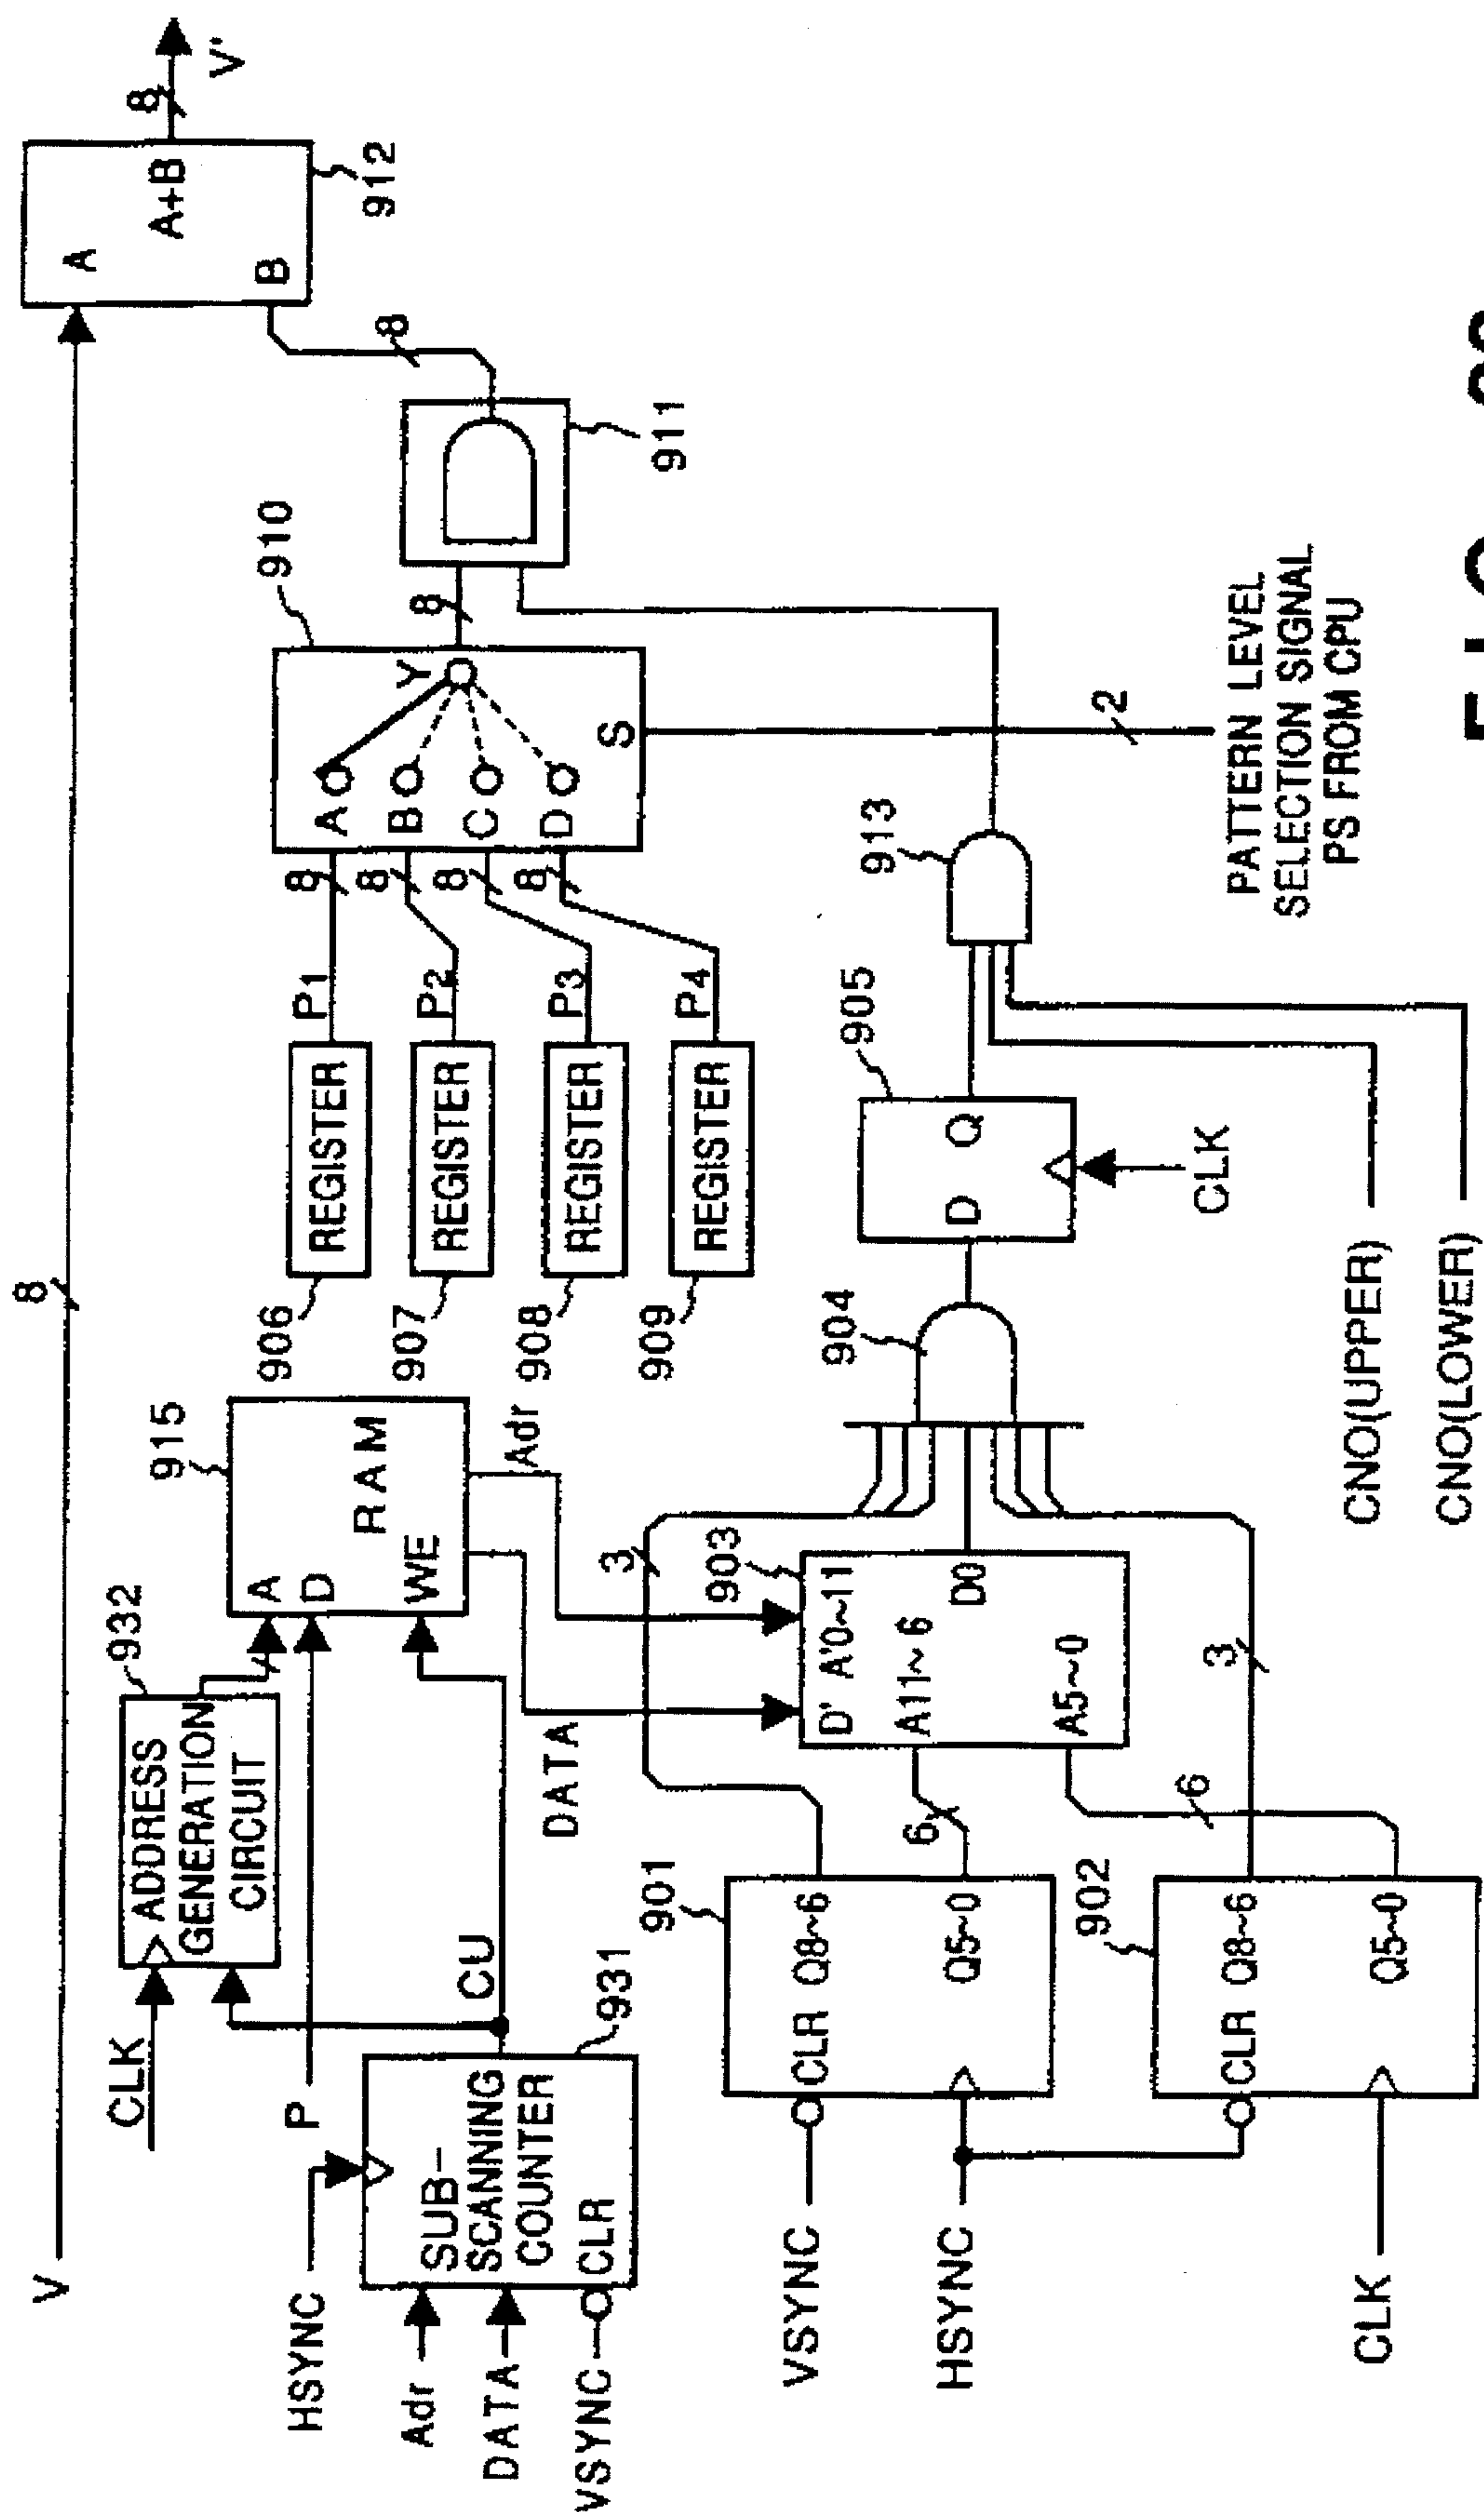 V
8
A
A+B
B
912
8
V'
8
CLK
ADDRESS
GENERATION
CIRCUIT
932
P
A
D
RAM
WE
915
Adr
DATA
HSYNC
Adr
DATA
VSYNC
SUB-
SCANNING
COUNTER
CLR
931
CU
906
REGISTER
P1
8
907
REGISTER
P2
8
908
REGISTER
P3
8
909
REGISTER
P4
8
A
B
C
D
Y
S
910
8
911
2
PATTERN LEVEL
SELECTION SIGNAL
PS FROM CPU
VSYNC
HSYNC
CLR Q8~6
Q5~0
901
3
6
D' A'0~11
A11~6
D0
A5~0
903
CLK
CLR Q8~6
Q5~0
902
3
6
904
D Q
905
CLK
913
CNO(UPPER)
CNO(LOWER)